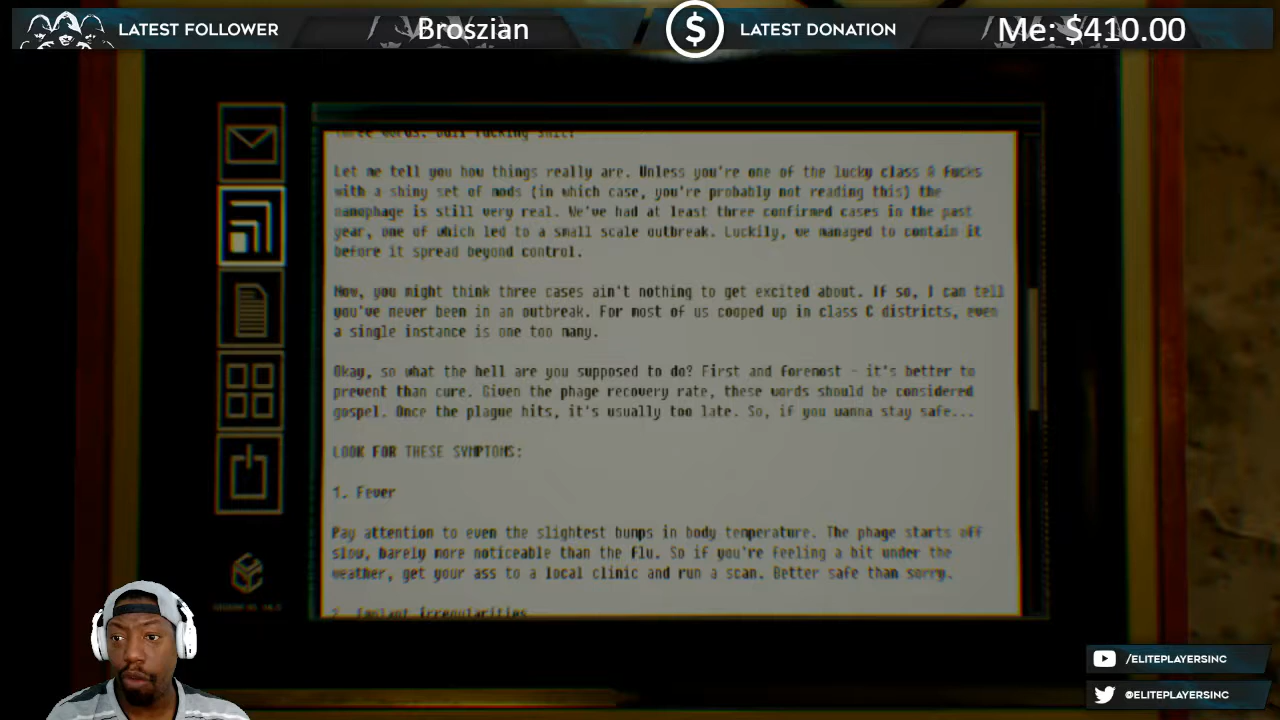 LATEST FOLLOWER
Broszian
$
LATEST DONATION
Me: $410.00
Let me tell you how things really are. Unless you're one of the lucky class A fucks
with a shiny set of mods (in which case, you're probably not reading this) the
nanophage is still very real. We've had at least three confirmed cases in the past
year, one of which led to a small scale outbreak. Luckily, we managed to contain it
before it spread beyond control.
Now, you might think three cases ain't nothing to get excited about. If so, I can tell
you've never been in an outbreak. For most of us cooped up in class C districts, even
a single instance is one too many.
Okay, so what the hell are you supposed to do? First and foremost - it's better to
prevent than cure. Given the phage recovery rate, these words should be considered
gospel. Once the plague hits, it's usually too late. So, if you wanna stay safe...
LOOK FOR THESE SYMPTOMS:
1. Fever
Pay attention to even the slightest bumps in body temperature. The phage starts off
slow, barely more noticeable than the flu. So if you're feeling a bit under the
weather, get your ass to a local clinic and run a scan. Better safe than sorry.
2. Implant irregularities
/ELITEPLAYERSINC
@ELITEPLAYERSINC